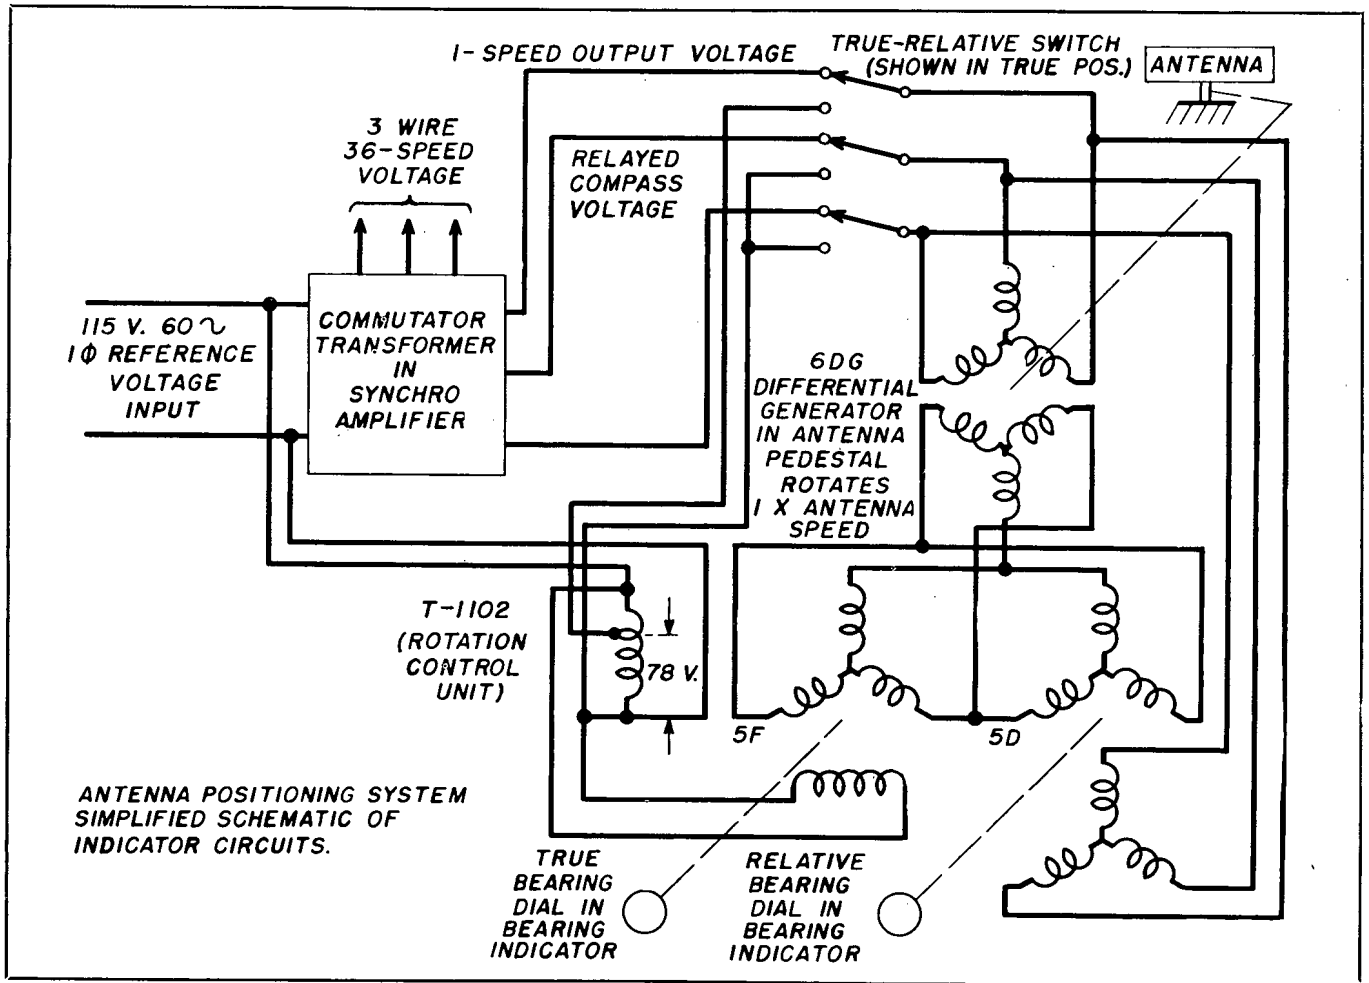 1-SPEED OUTPUT VOLTAGE
TRUE-RELATIVE SWITCH
(SHOWN IN TRUE POS.)
ANTENNA
3 WIRE
36-SPEED
VOLTAGE
RELAYED
COMPASS
VOLTAGE
115 V. 60 ~
1Φ REFERENCE
VOLTAGE
INPUT
COMMUTATOR
TRANSFORMER
IN
SYNCHRO
AMPLIFIER
6DG
DIFFERENTIAL
GENERATOR
IN ANTENNA
PEDESTAL
ROTATES
1 X ANTENNA
SPEED
T-1102
(ROTATION
CONTROL
UNIT)
78 V.
5F
5D
ANTENNA POSITIONING SYSTEM
SIMPLIFIED SCHEMATIC OF
INDICATOR CIRCUITS.
TRUE
BEARING
DIAL IN
BEARING
INDICATOR
RELATIVE
BEARING
DIAL IN
BEARING
INDICATOR